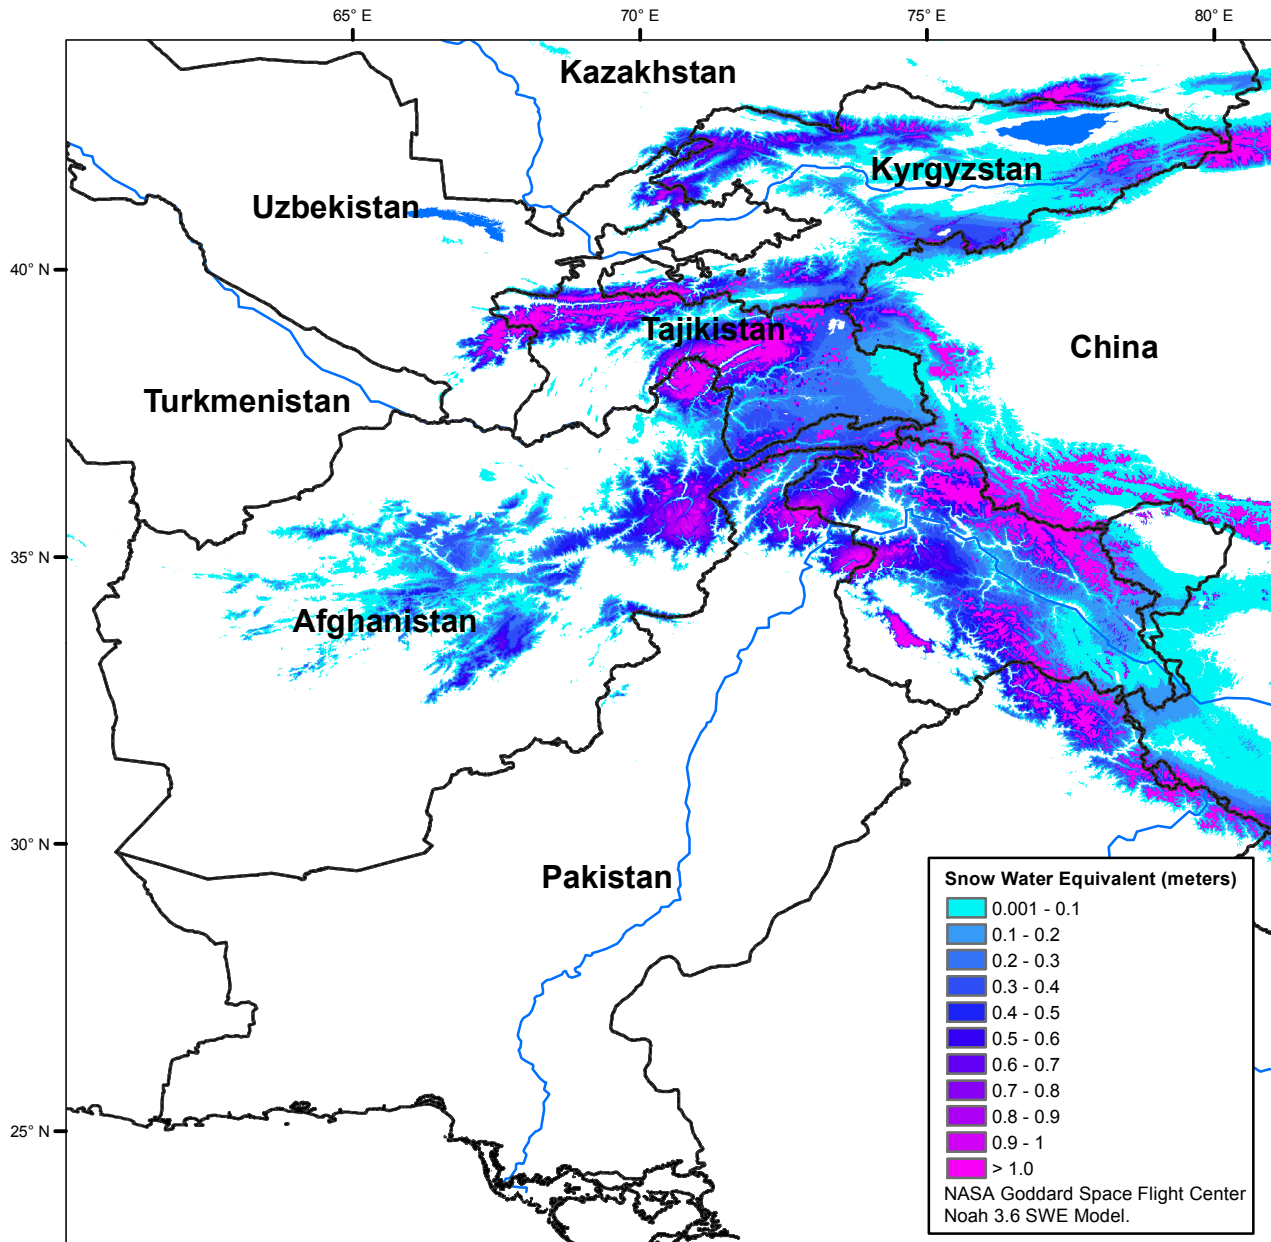 65° E
70° E
75° E
80° E
Kazakhstan
Kyrgyzstan
Uzbekistan
40° N
Tajikistan
China
Turkmenistan
35° N
Afghanistan
30° N
Pakistan
25° N
Snow Water Equivalent (meters)
0.001 - 0.1
0.1 - 0.2
0.2 - 0.3
0.3 - 0.4
0.4 - 0.5
0.5 - 0.6
0.6 - 0.7
0.7 - 0.8
0.8 - 0.9
0.9 - 1
> 1.0
NASA Goddard Space Flight Center
Noah 3.6 SWE Model.